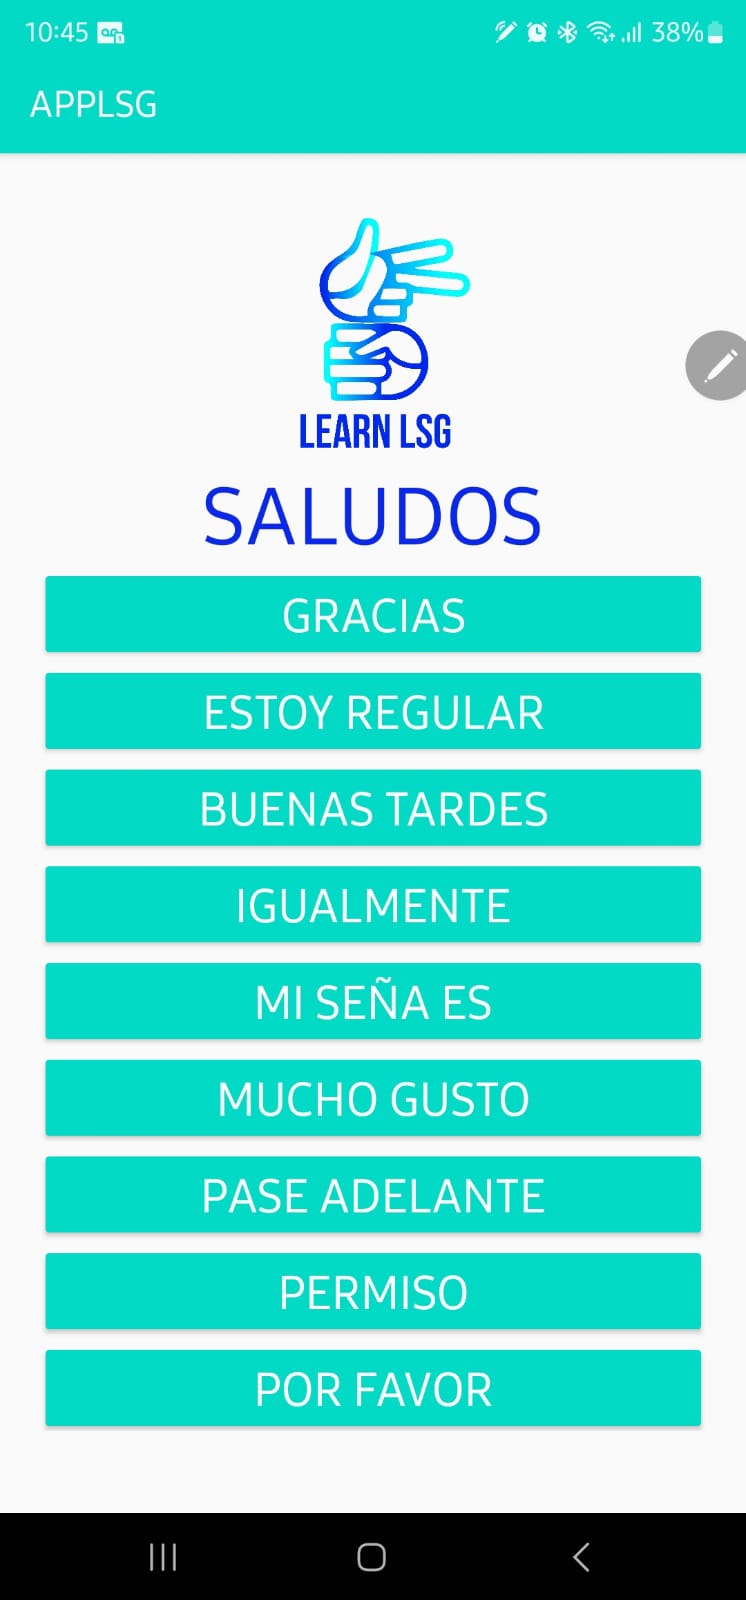 10:45
38%
APPLSG
LEARN LSG
SALUDOS
GRACIAS
ESTOY REGULAR
BUENAS TARDES
IGUALMENTE
MI SEÑA ES
MUCHO GUSTO
PASE ADELANTE
PERMISO
POR FAVOR